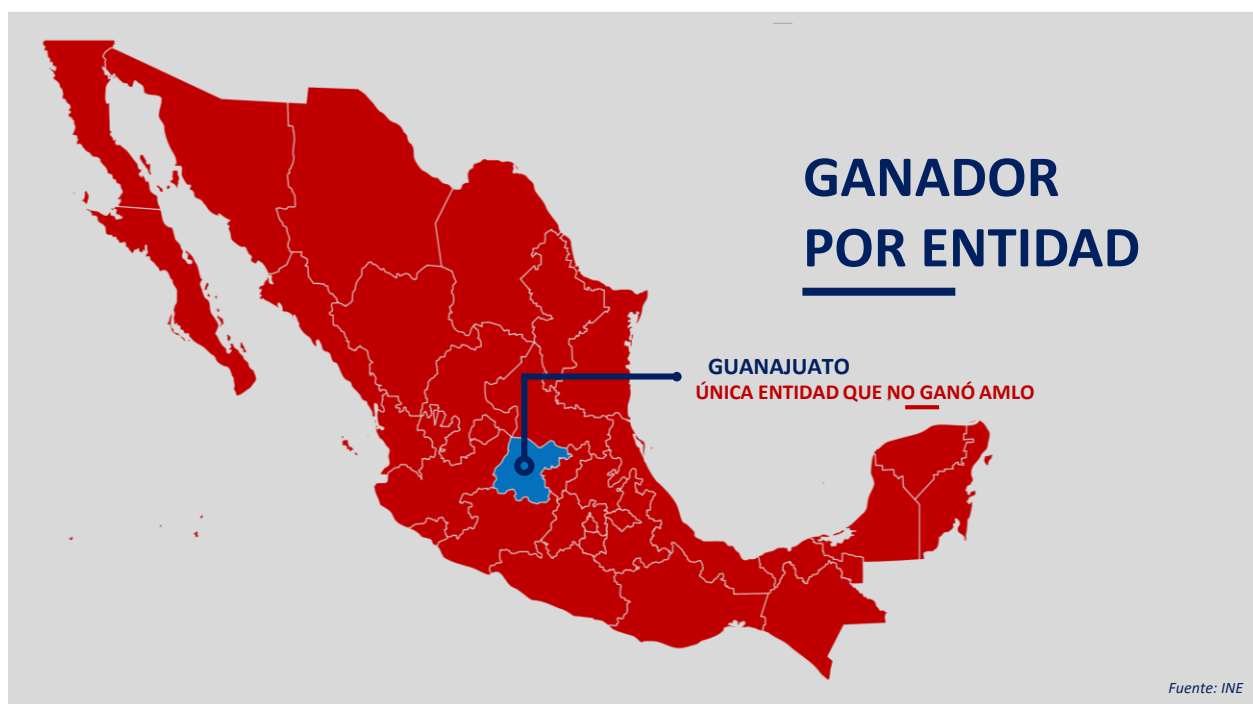 GANADOR
POR ENTIDAD
GUANAJUATO
ÚNICA ENTIDAD QUE NO GANÓ AMLO
Fuente: INE